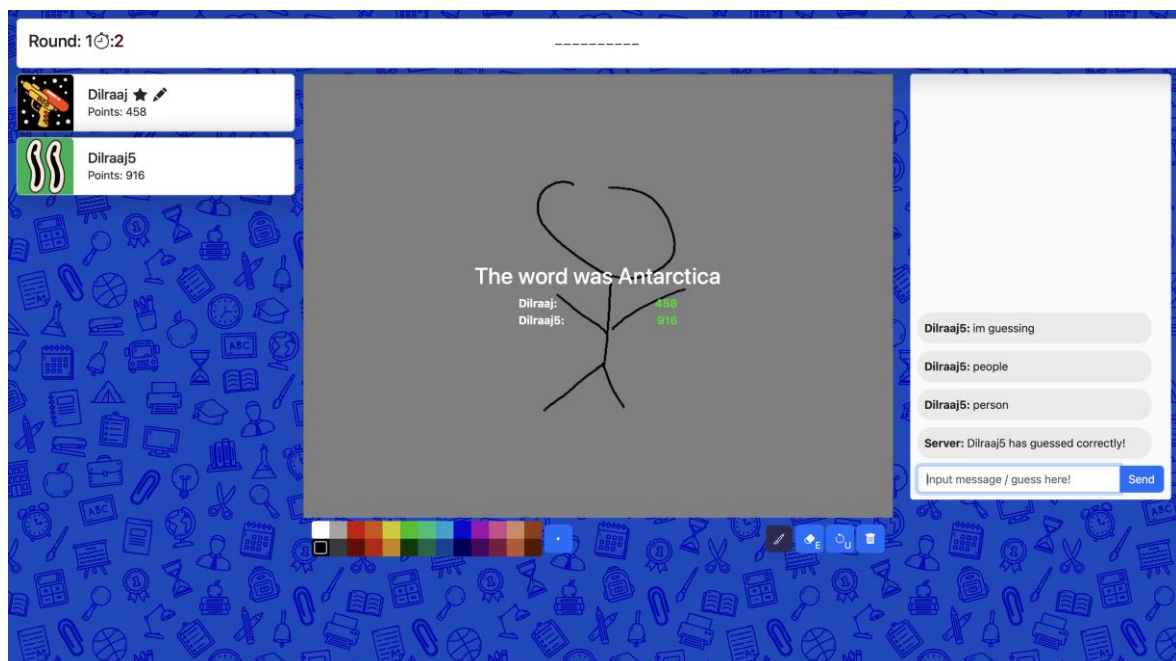 Round: 1⏱:2
__________
Dilraaj ★ ✎
Points: 458
Dilraaj5
Points: 916
The word was Antarctica
Dilraaj: 458
Dilraaj5: 916
Dilraaj5: im guessing
Dilraaj5: people
Dilraaj5: person
Server: Dilraaj5 has guessed correctly!
Input message / guess here! Send
E U